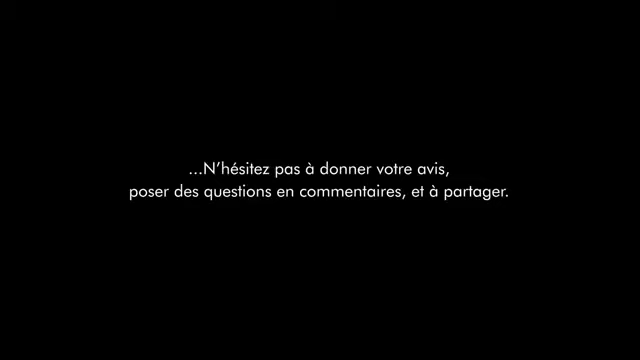 ...N’hésitez pas à donner votre avis,
poser des questions en commentaires, et à partager.